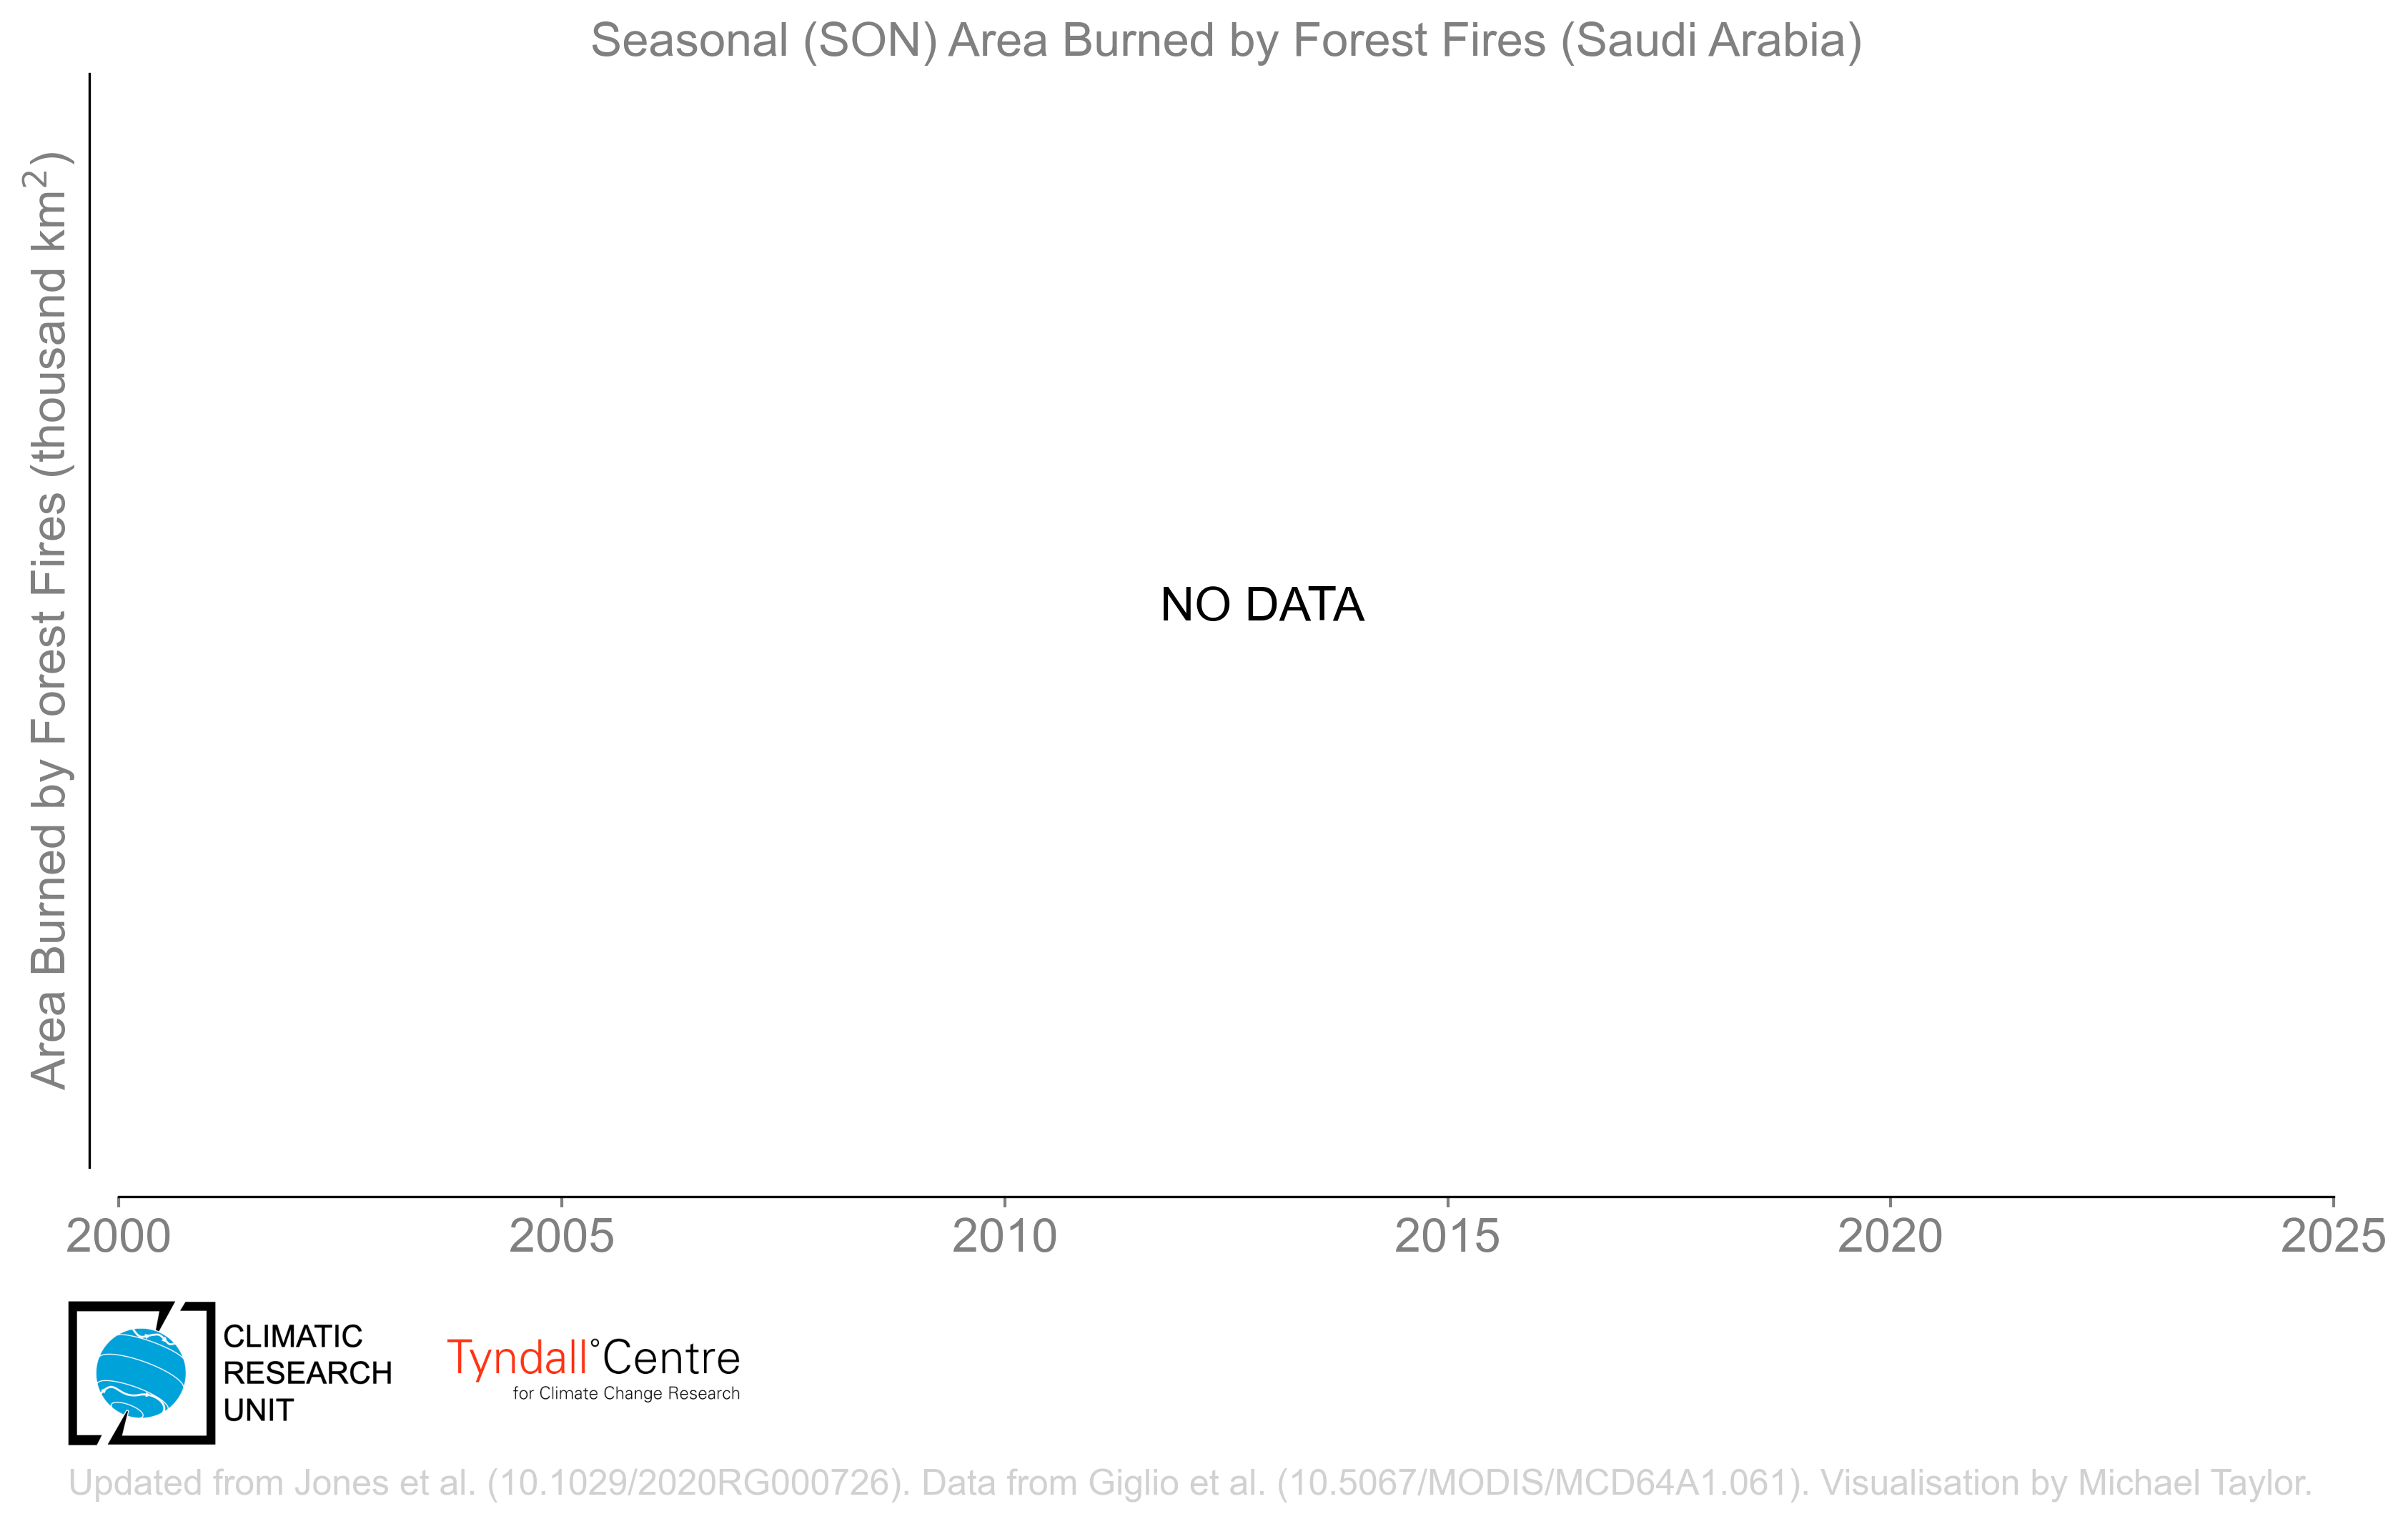 Seasonal (SON) Area Burned by Forest Fires (Saudi Arabia)
Area Burned by Forest Fires (thousand km²)
NO DATA
2000
2005
2010
2015
2020
2025
CLIMATIC
RESEARCH
UNIT
Tyndall°Centre
for Climate Change Research
Updated from Jones et al. (10.1029/2020RG000726). Data from Giglio et al. (10.5067/MODIS/MCD64A1.061). Visualisation by Michael Taylor.